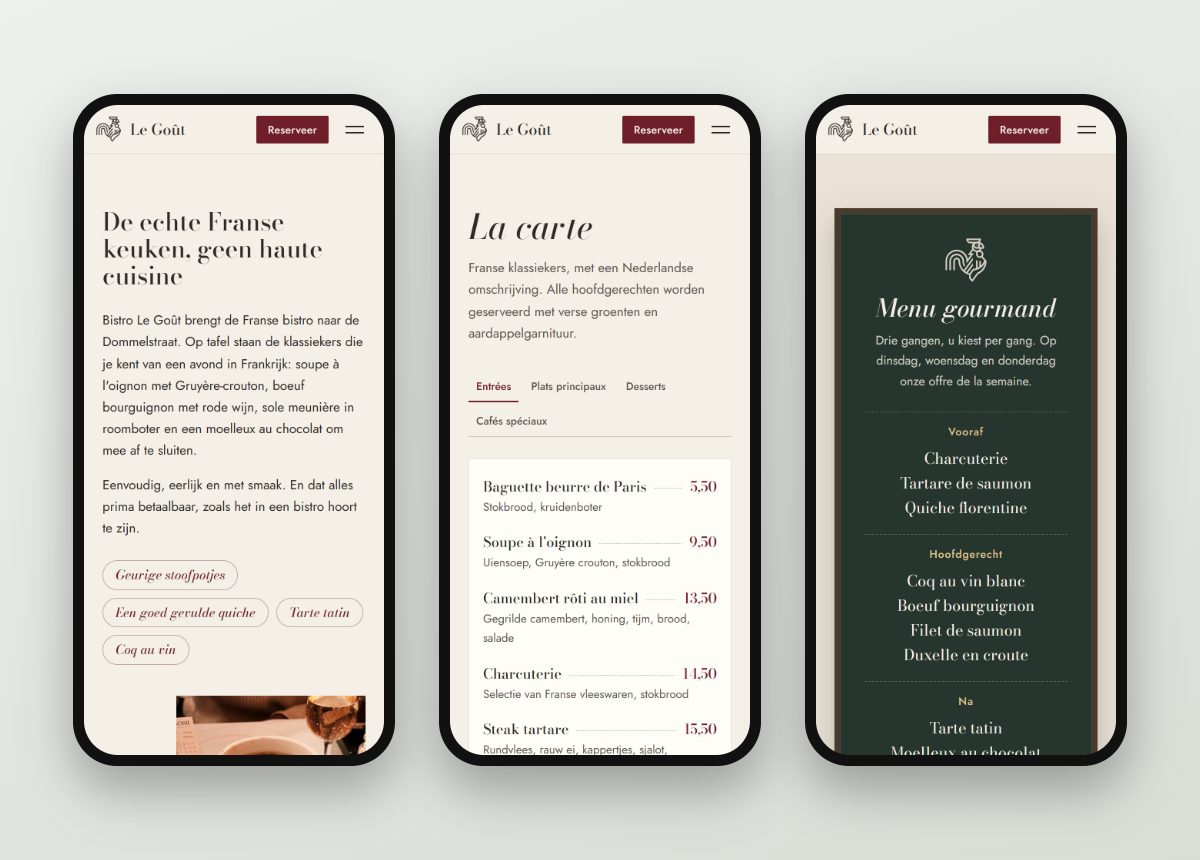 Le Goût
Reserveer
De echte Franse
keuken, geen haute
cuisine
Bistro Le Goût brengt de Franse bistro naar de
Dommelstraat. Op tafel staan de klassiekers die
je kent van een avond in Frankrijk: soupe à
l'oignon met Gruyère-crouton, boeuf
bourguignon met rode wijn, sole meunière in
roomboter en een moelleux au chocolat om
mee af te sluiten.
Eenvoudig, eerlijk en met smaak. En dat alles
prima betaalbaar, zoals het in een bistro hoort
te zijn.
Geurige stoofpotjes
Een goed gevulde quiche
Tarte tatin
Coq au vin
Le Goût
Reserveer
La carte
Franse klassiekers, met een Nederlandse
omschrijving. Alle hoofdgerechten worden
geserveerd met verse groenten en
aardappelgarnituur.
Entrées
Plats principaux
Desserts
Cafés spéciaux
Baguette beurre de Paris 5,50
Stokbrood, kruidenboter
Soupe à l'oignon 9,50
Uiensoep, Gruyère crouton, stokbrood
Camembert rôti au miel 13,50
Gegrilde camembert, honing, tijm, brood,
salade
Charcuterie 14,50
Selectie van Franse vleeswaren, stokbrood
Steak tartare 15,50
Rundvlees, rauw ei, kappertjes, sjalot,
Le Goût
Reserveer
Menu gourmand
Drie gangen, u kiest per gang. Op
dinsdag, woensdag en donderdag
onze offre de la semaine.
Vooraf
Charcuterie
Tartare de saumon
Quiche florentine
Hoofdgerecht
Coq au vin blanc
Boeuf bourguignon
Filet de saumon
Duxelle en croute
Na
Tarte tatin
Moelleux au chocolat